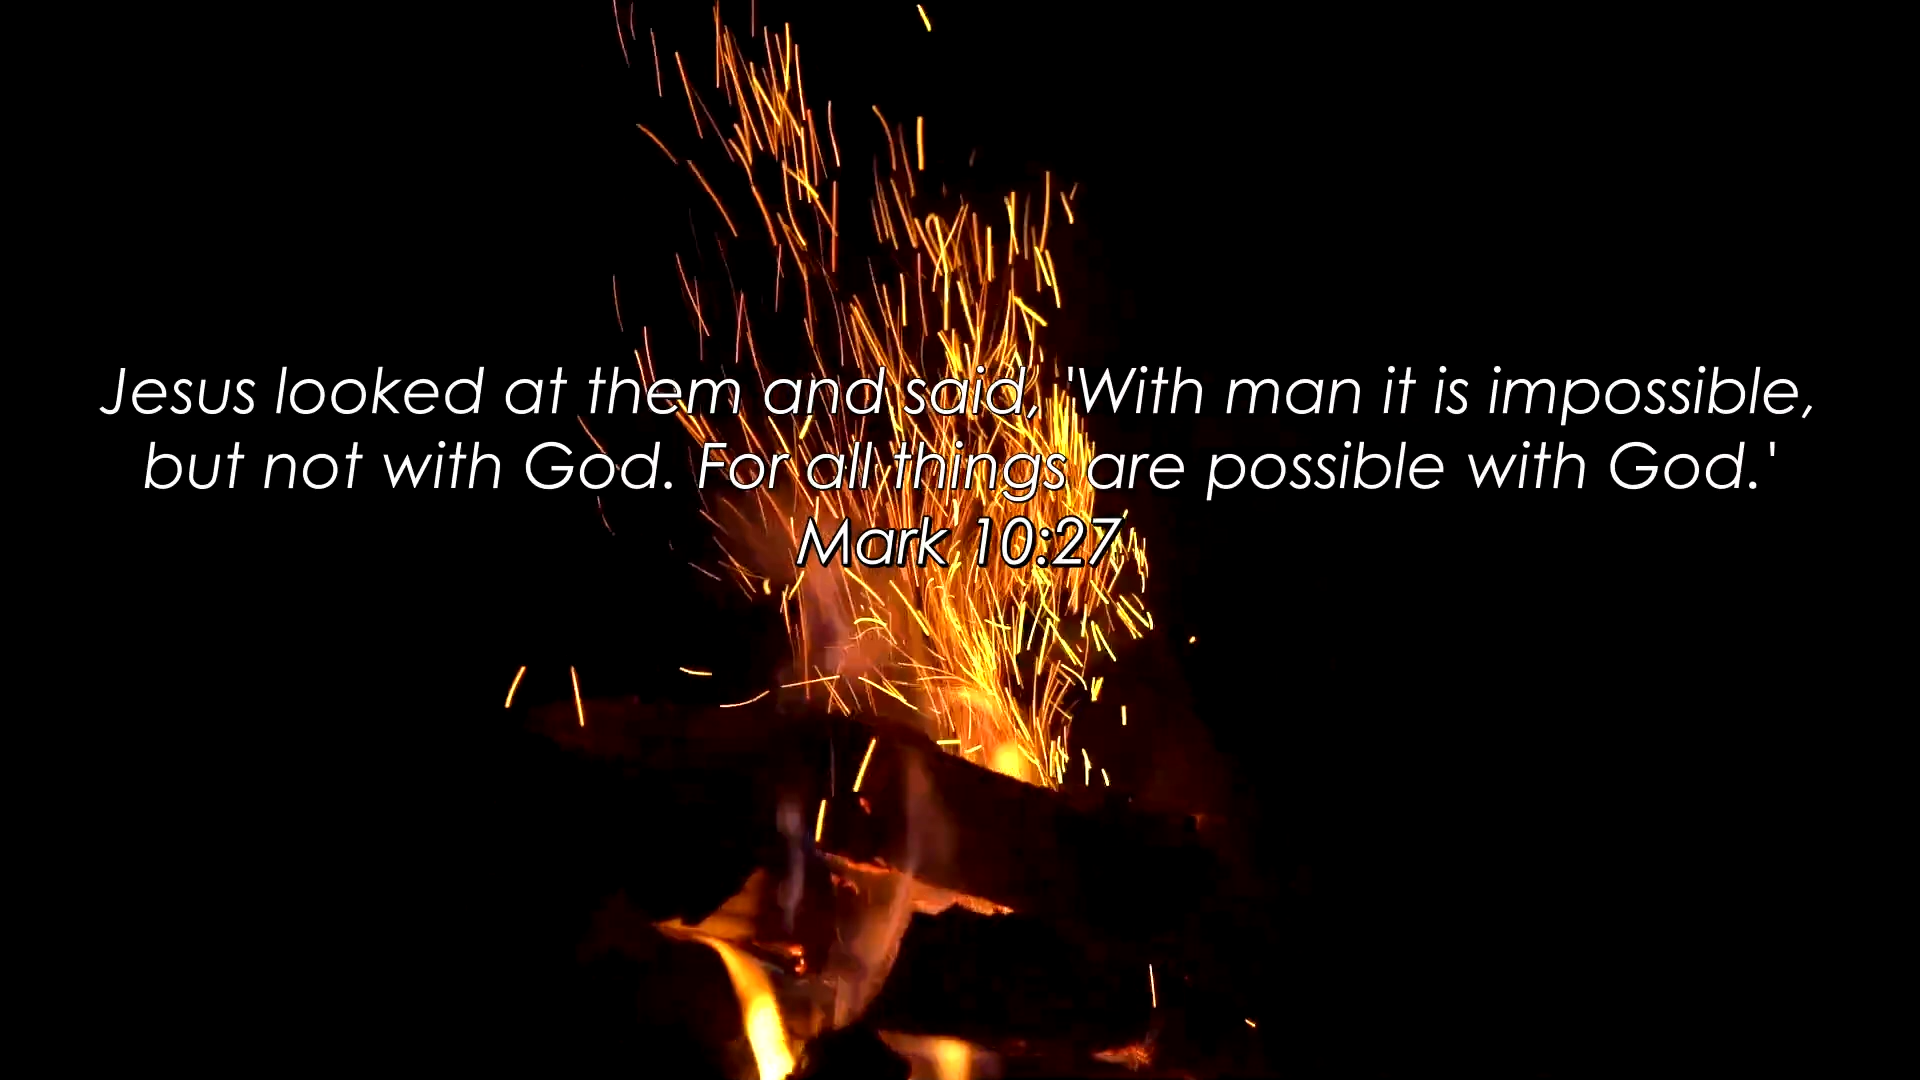 Jesus looked at them and said, 'With man it is impossible,
but not with God. For all things are possible with God.'
Mark 10:27